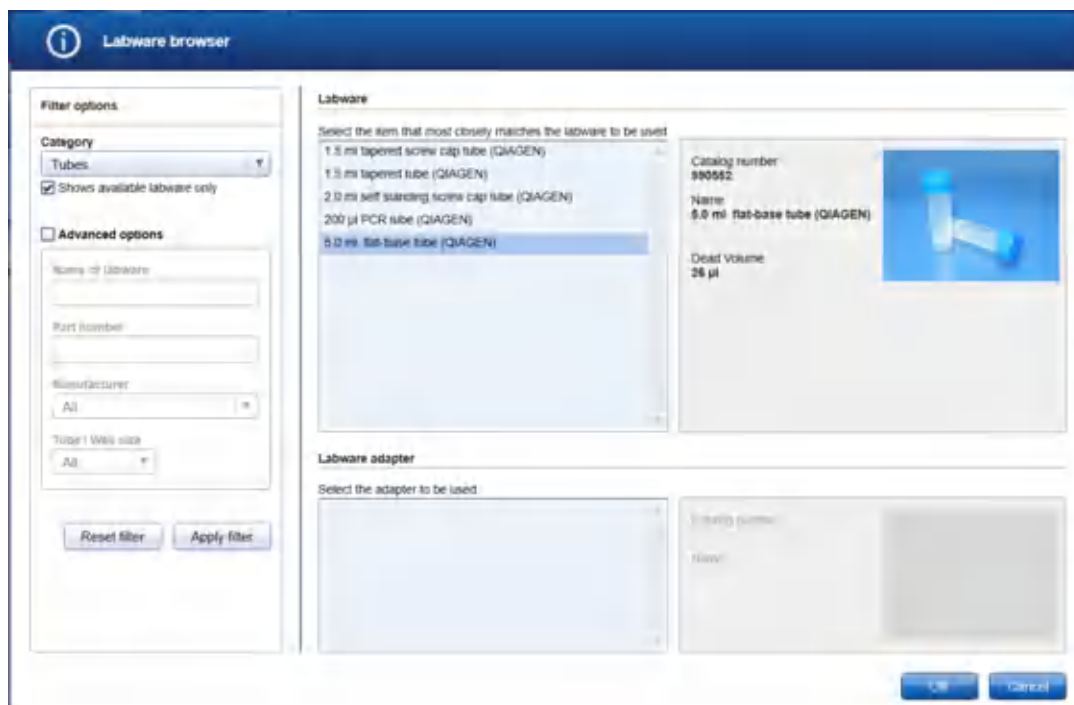 Labware browser
Filter options
Category
Tubes
Shows available labware only
Advanced options
Name of labware
Part number
Manufacturer
All
Tube / Well size
All
Reset filter
Apply filter
Labware
Select the item that most closely matches the labware to be used
1.5 ml tapered screw cap tube (QIAGEN)
1.5 ml tapered tube (QIAGEN)
2.0 ml self standing screw cap tube (QIAGEN)
200 µl PCR tube (QIAGEN)
5.0 ml flat-base tube (QIAGEN)
Catalog number
990552
Name
5.0 ml flat-base tube (QIAGEN)
Dead Volume
26 µl
Labware adapter
Select the adapter to be used
Catalog number
Name
OK
Cancel